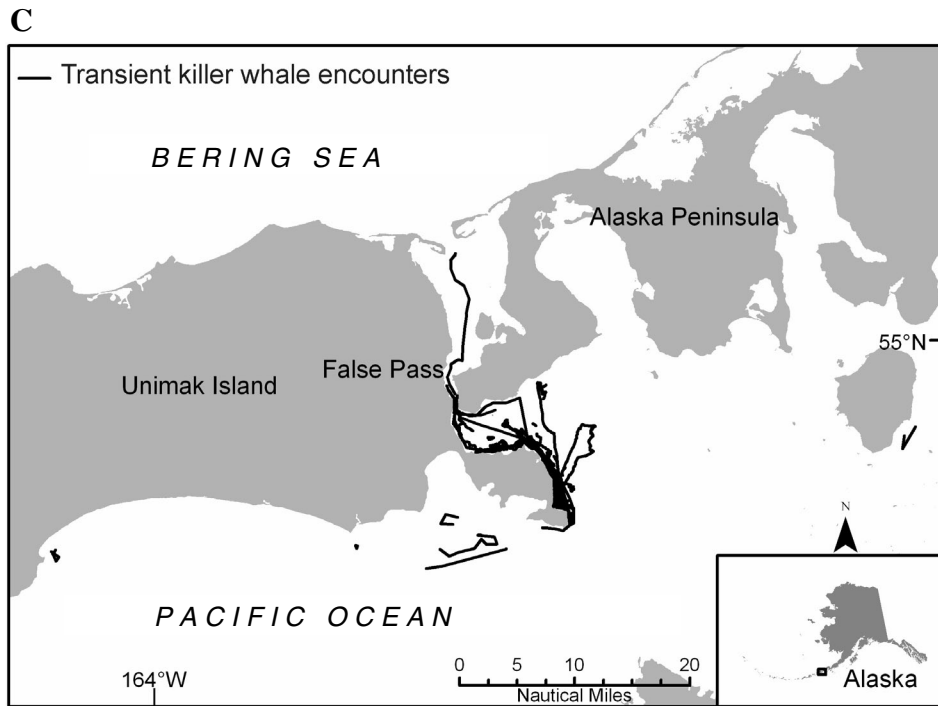 C
Transient killer whale encounters
BERING SEA
Alaska Peninsula
55°N
False Pass
Unimak Island
N
PACIFIC OCEAN
0 5 10 20
Nautical Miles
164°W
Alaska